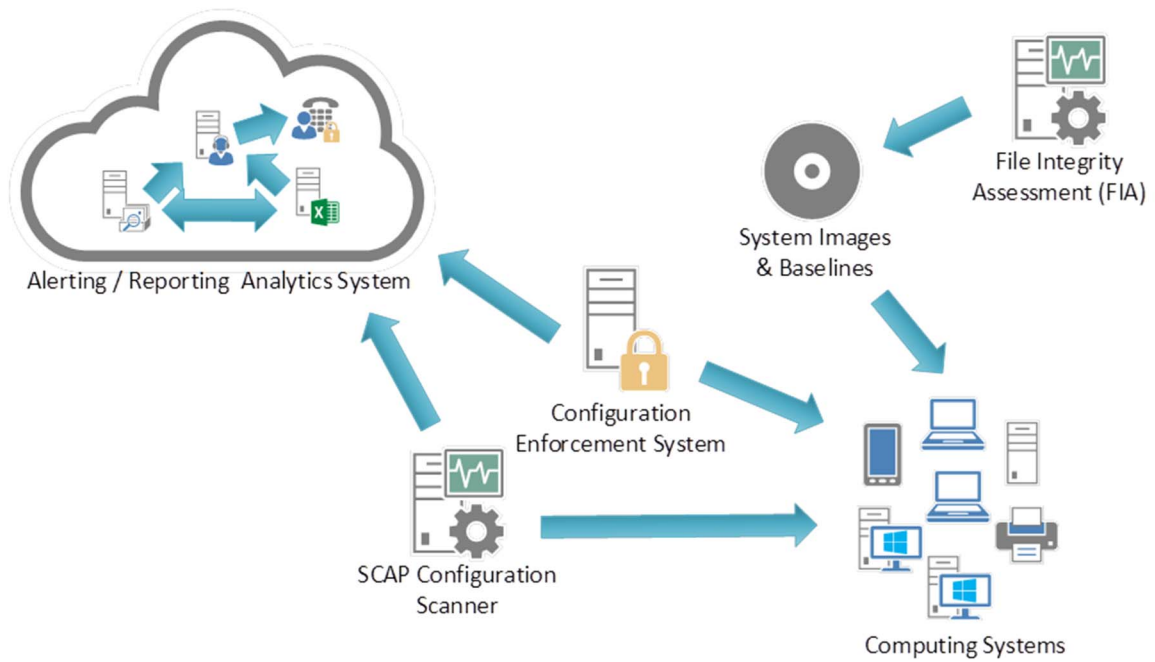 File Integrity
Assessment (FIA)
System Images
& Baselines
Alerting / Reporting Analytics System
Configuration
Enforcement System
SCAP Configuration
Scanner
Computing Systems